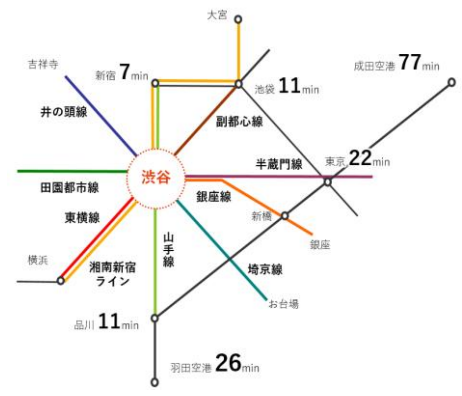 大宮
吉祥寺
新宿 7min
池袋 11min
成田空港 77min
井の頭線
副都心線
半蔵門線
東京 22min
渋谷
田園都市線
銀座線
東横線
新橋
銀座
山手線
横浜
湘南新宿
ライン
埼京線
お台場
品川 11min
羽田空港 26min